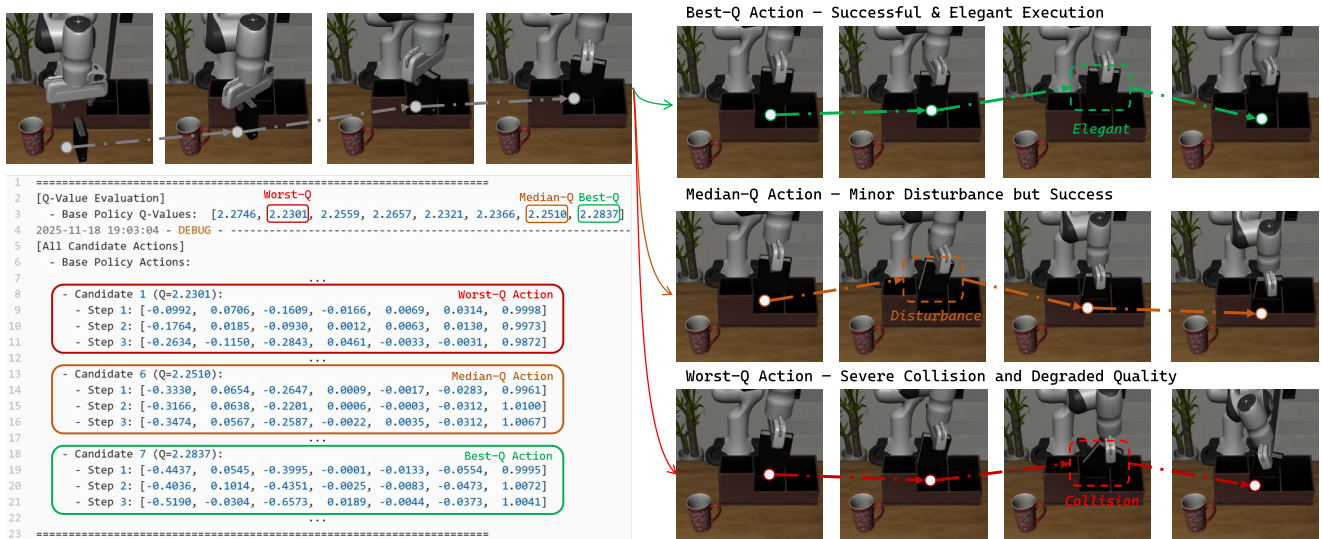 Best-Q Action – Successful & Elegant Execution
Elegant
Median-Q Action – Minor Disturbance but Success
Disturbance
Worst-Q Action – Severe Collision and Degraded Quality
Collision
1 =====================================================================
Worst-Q
2 [Q-Value Evaluation]
Median-Q Best-Q
3 - Base Policy Q-Values: [2.2746, 2.2301, 2.2559, 2.2657, 2.2321, 2.2366, 2.2510, 2.2837]
4 2025-11-18 19:03:04 - DEBUG - -------------------------------------------------------------
5 [All Candidate Actions]
6 - Base Policy Actions:
7 ...
8 - Candidate 1 (Q=2.2301): Worst-Q Action
9 - Step 1: [-0.0992, 0.0706, -0.1609, -0.0166, 0.0069, 0.0314, 0.9998]
10 - Step 2: [-0.1764, 0.0185, -0.0930, 0.0012, 0.0063, 0.0130, 0.9973]
11 - Step 3: [-0.2634, -0.1150, -0.2843, 0.0461, -0.0033, -0.0031, 0.9872]
12 ...
13 - Candidate 6 (Q=2.2510): Median-Q Action
14 - Step 1: [-0.3330, 0.0654, -0.2647, 0.0009, -0.0017, -0.0283, 0.9961]
15 - Step 2: [-0.3166, 0.0638, -0.2201, 0.0006, -0.0003, -0.0312, 1.0100]
16 - Step 3: [-0.3474, 0.0567, -0.2587, -0.0022, 0.0035, -0.0312, 1.0067]
17 ...
18 - Candidate 7 (Q=2.2837): Best-Q Action
19 - Step 1: [-0.4437, 0.0545, -0.3995, -0.0001, -0.0133, -0.0554, 0.9995]
20 - Step 2: [-0.4036, 0.1014, -0.4351, -0.0025, -0.0083, -0.0473, 1.0072]
21 - Step 3: [-0.5190, -0.0304, -0.6573, 0.0189, -0.0044, -0.0373, 1.0041]
22 ...
23 =====================================================================